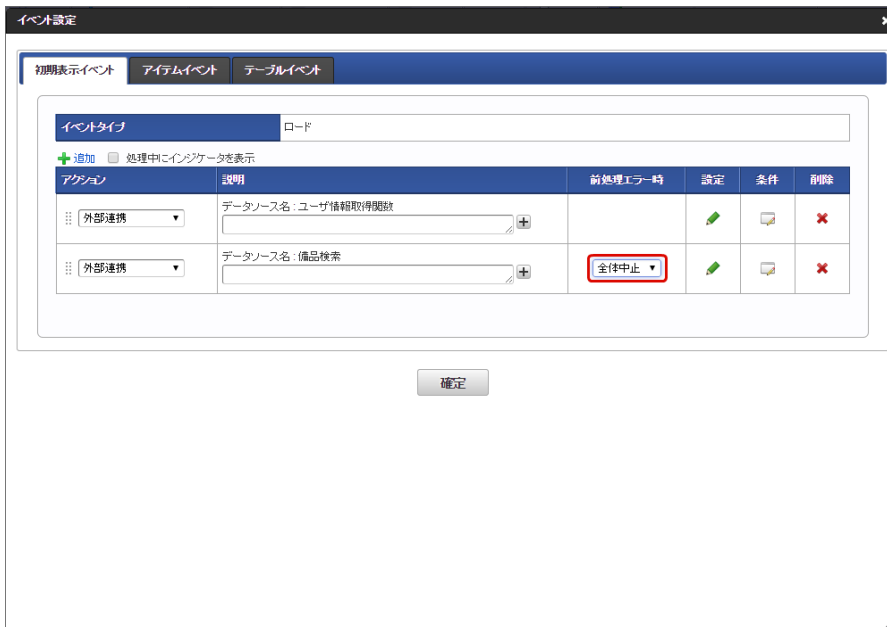 イベント設定
初期表示イベント アイテムイベント テーブルイベント
イベントタイプ ロード
追加 処理中にインジケータを表示
アクション 説明 前処理エラー時 設定 条件 削除
データソース名 : ユーザ情報取得関数
外部連携
データソース名 : 備品検索
外部連携 全体中止
確定